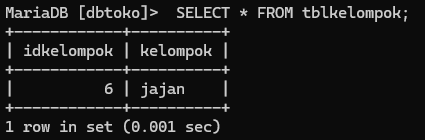 MariaDB [dbtoko]>  SELECT * FROM tblkelompok;
+------------+----------+
| idkelompok | kelompok |
+------------+----------+
|          6 | jajan    |
+------------+----------+
1 row in set (0.001 sec)